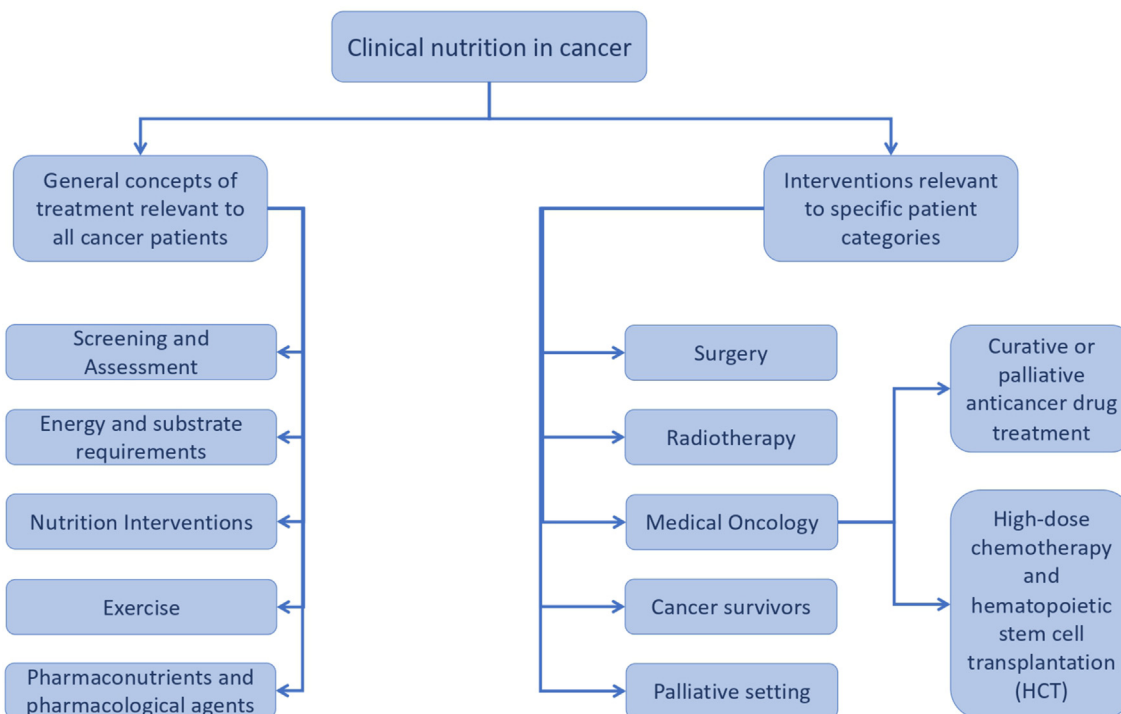 Clinical nutrition in cancer
General concepts of
treatment relevant to
all cancer patients
Interventions relevant
to specific patient
categories
Screening and
Assessment
Energy and substrate
requirements
Nutrition Interventions
Exercise
Pharmaconutrients and
pharmacological agents
Surgery
Radiotherapy
Medical Oncology
Cancer survivors
Palliative setting
Curative or
palliative
anticancer drug
treatment
High-dose
chemotherapy
and
hematopoietic
stem cell
transplantation
(HCT)